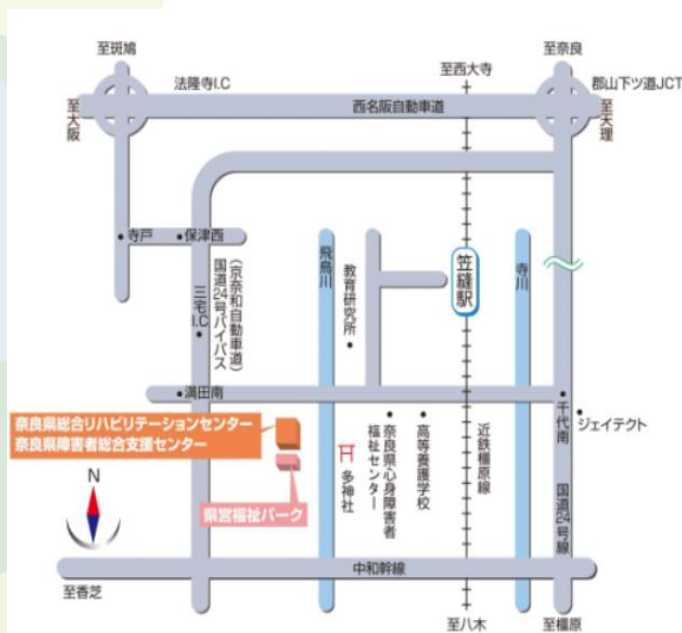 至斑鳩
至奈良
法隆寺I.C
至西大寺
郡山下ツ道JCT
至大阪
西名阪自動車道
至天理
寺戸
保津西
飛鳥川
笠縫駅
寺川
(京奈和自動車道)
国道24号バイパス
三宅I.C
教育研究所
満田南
千代南
ジェイテクト
奈良県総合リハビリテーションセンター
奈良県障害者総合支援センター
県営福祉パーク
多神社
奈良県心身障害者
福祉センター
高等養護学校
近鉄橿原線
国道24号線
N
中和幹線
至香芝
至八木
至橿原